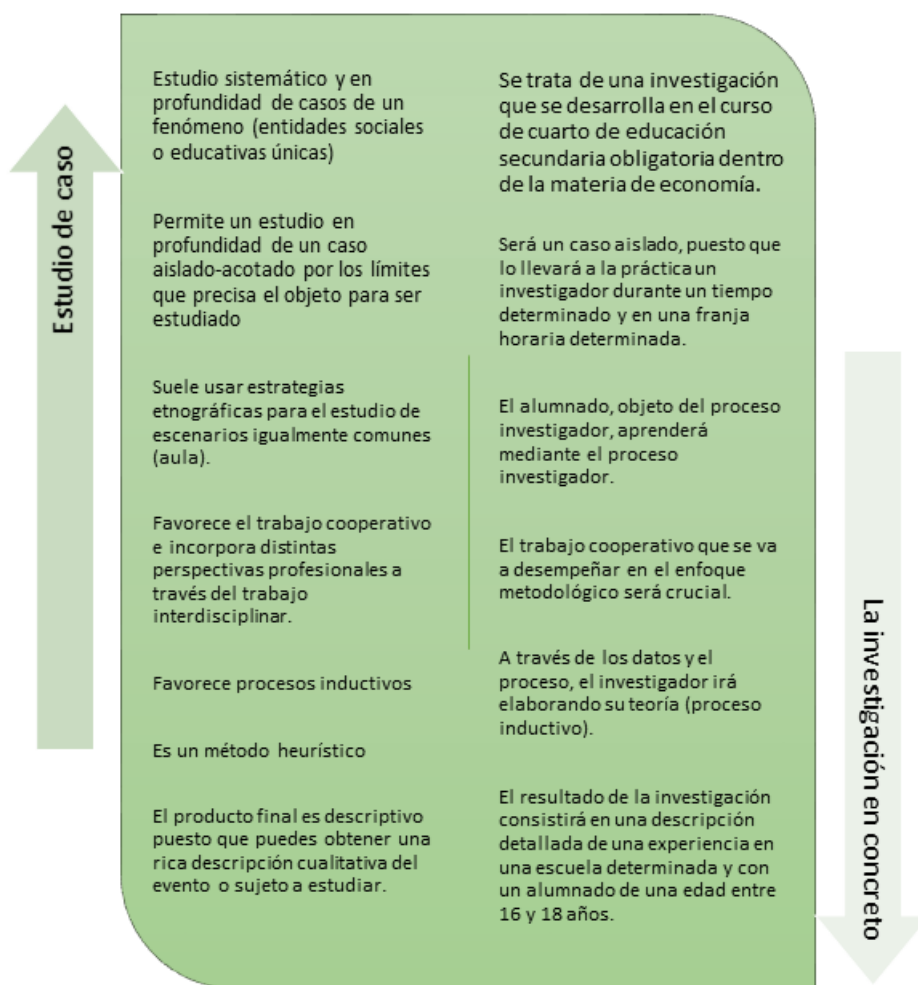 Estudio de caso
Estudio sistemático y en
profundidad de casos de un
fenómeno (entidades sociales
o educativas únicas)
Permite un estudio en
profundidad de un caso
aislado-acotado por los límites
que precisa el objeto para ser
estudiado
Suele usar estrategias
etnográficas para el estudio de
escenarios igualmente comunes
(aula).
Favorece el trabajo cooperativo
e incorpora distintas
perspectivas profesionales a
través del trabajo
interdisciplinar.
Favorece procesos inductivos
Es un método heurístico
El producto final es descriptivo
puesto que puedes obtener una
rica descripción cualitativa del
evento o sujeto a estudiar.
Se trata de una investigación
que se desarrolla en el curso
de cuarto de educación
secundaria obligatoria dentro
de la materia de economía.
Será un caso aislado, puesto que
lo llevará a la práctica un
investigador durante un tiempo
determinado y en una franja
horaria determinada.
El alumnado, objeto del proceso
investigador, aprenderá
mediante el proceso
investigador.
El trabajo cooperativo que se va
a desempeñar en el enfoque
metodológico será crucial.
A través de los datos y el
proceso, el investigador irá
elaborando su teoría (proceso
inductivo).
El resultado de la investigación
consistirá en una descripción
detallada de una experiencia en
una escuela determinada y con
un alumnado de una edad entre
16 y 18 años.
La investigación en concreto